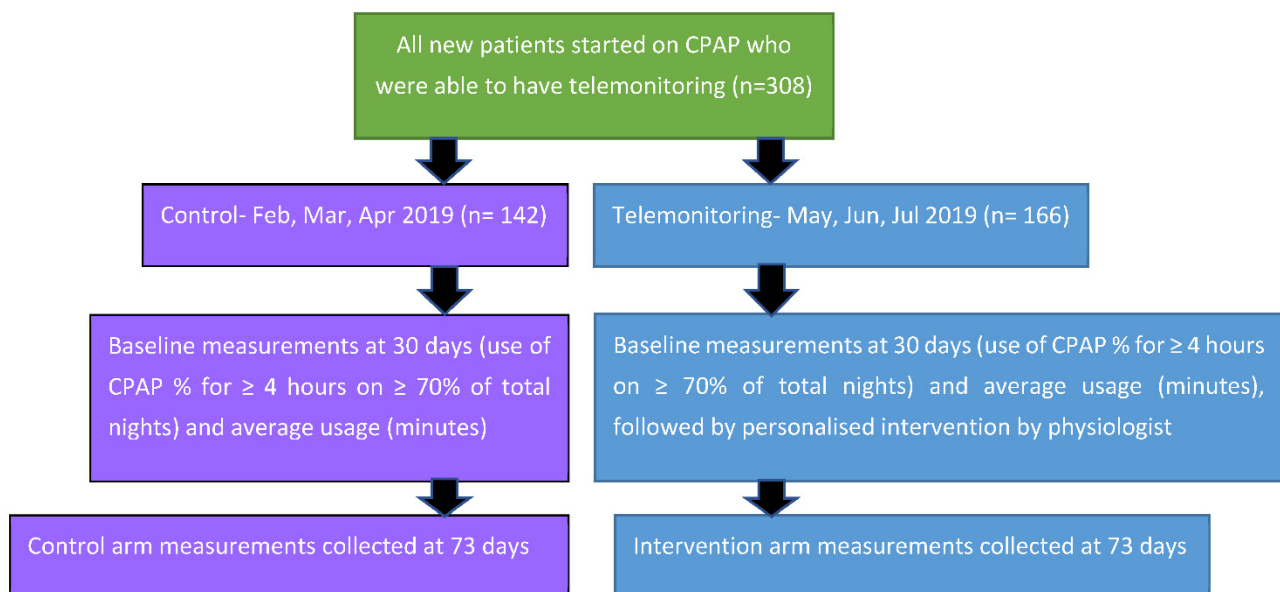 All new patients started on CPAP who
were able to have telemonitoring (n=308)
Control- Feb, Mar, Apr 2019 (n= 142)
Telemonitoring- May, Jun, Jul 2019 (n= 166)
Baseline measurements at 30 days (use of
CPAP % for ≥ 4 hours on ≥ 70% of total
nights) and average usage (minutes)
Baseline measurements at 30 days (use of CPAP % for ≥ 4 hours
on ≥ 70% of total nights) and average usage (minutes),
followed by personalised intervention by physiologist
Control arm measurements collected at 73 days
Intervention arm measurements collected at 73 days